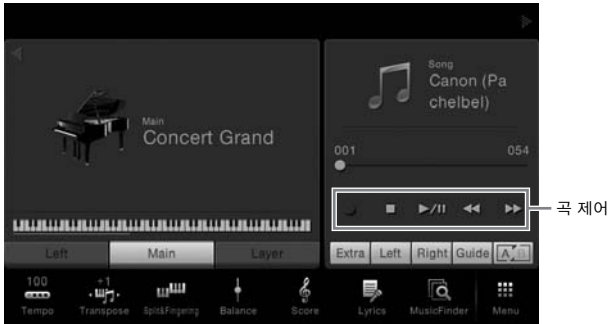 Main
Concert Grand
Song
Canon (Pa
chelbel)
001
054
곡 제어
Left
Main
Layer
Extra
Left
Right
Guide
A B
100
+1
Tempo
Transpose
Split&Fingering
Balance
Score
Lyrics
MusicFinder
Menu